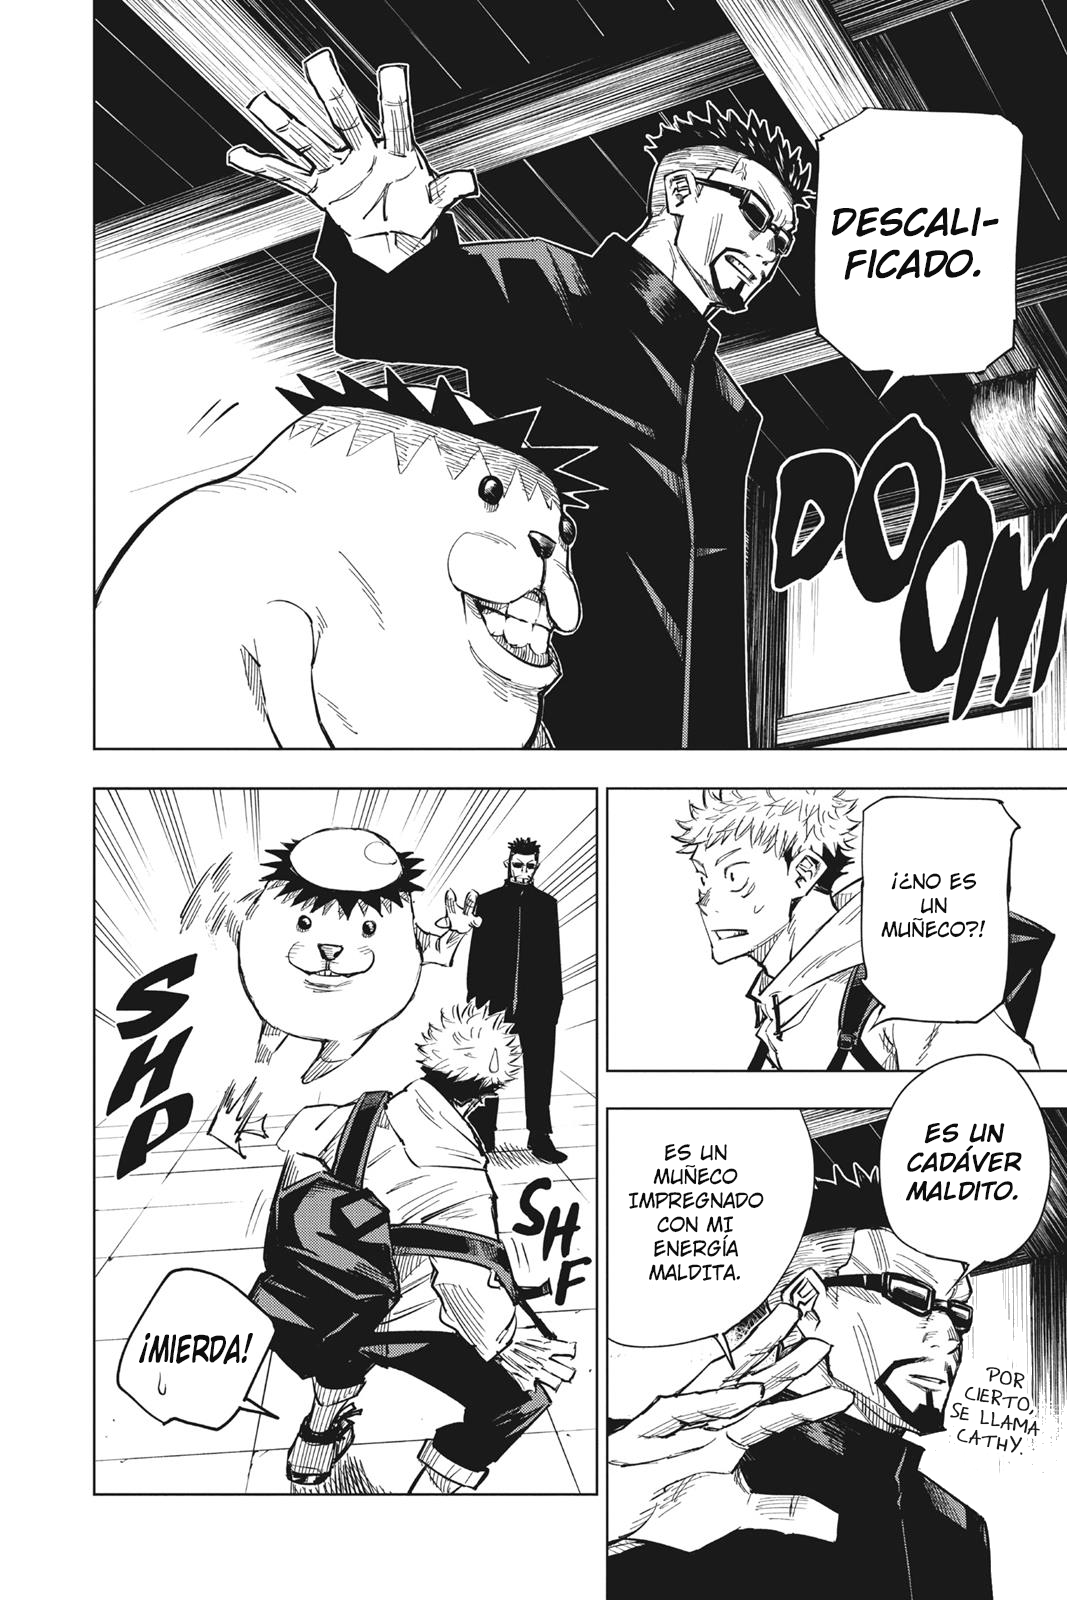 DESCALI-
FICADO.
DOOM
¡¿NO ES
UN
MUÑECO?!
ES UN
CADÁVER
MALDITO.
ES UN
MUÑECO
IMPREGNADO
CON MI
ENERGÍA
MALDITA.
POR
CIERTO,
SE LLAMA
CATHY.
SHP
SHF
¡MIERDA!